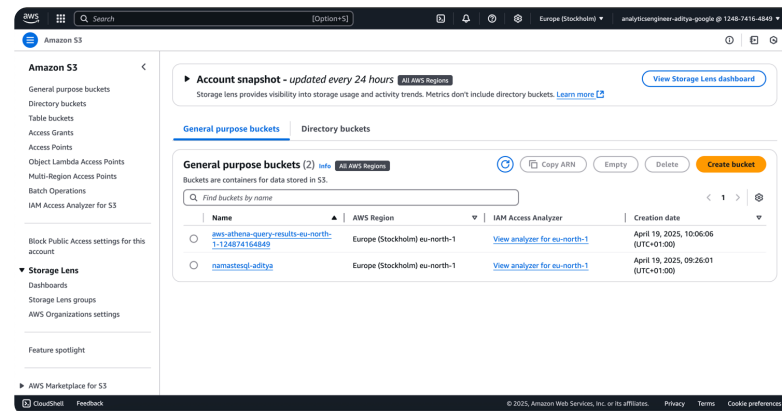 aws
Search
[Option+S]
Europe (Stockholm) ▼
analyticsengineer-aditya-google @ 1248-7416-4849 ▼
Amazon S3
Amazon S3
General purpose buckets
Directory buckets
Table buckets
Access Grants
Access Points
Object Lambda Access Points
Multi-Region Access Points
Batch Operations
IAM Access Analyzer for S3
Block Public Access settings for this
account
Storage Lens
Dashboards
Storage Lens groups
AWS Organizations settings
Feature spotlight
AWS Marketplace for S3
Account snapshot - updated every 24 hours All AWS Regions
View Storage Lens dashboard
Storage lens provides visibility into storage usage and activity trends. Metrics don't include directory buckets. Learn more
General purpose buckets
Directory buckets
General purpose buckets (2) Info All AWS Regions
Copy ARN
Empty
Delete
Create bucket
Buckets are containers for data stored in S3.
Find buckets by name
1
Name
AWS Region
IAM Access Analyzer
Creation date
aws-athena-query-results-eu-north-
1-124874164849
Europe (Stockholm) eu-north-1
View analyzer for eu-north-1
April 19, 2025, 10:06:06
(UTC+01:00)
namastesql-aditya
Europe (Stockholm) eu-north-1
View analyzer for eu-north-1
April 19, 2025, 09:26:01
(UTC+01:00)
CloudShell
Feedback
© 2025, Amazon Web Services, Inc. or its affiliates.
Privacy
Terms
Cookie preferences